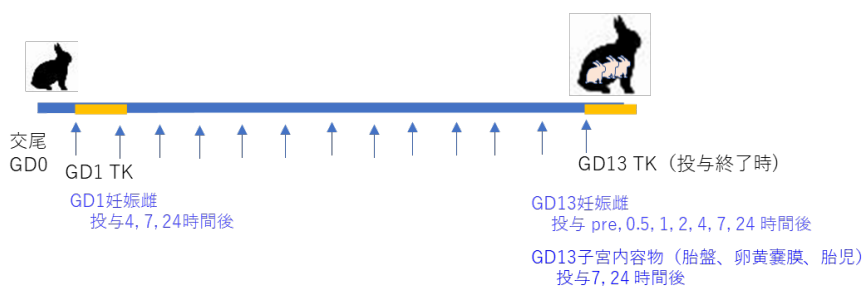 交尾
GD0
GD1 TK
GD1妊娠雌
投与4, 7, 24時間後
GD13 TK（投与終了時）
GD13妊娠雌
投与 pre, 0.5, 1, 2, 4, 7, 24 時間後
GD13子宮内容物（胎盤、卵黄嚢膜、胎児）
投与7, 24 時間後